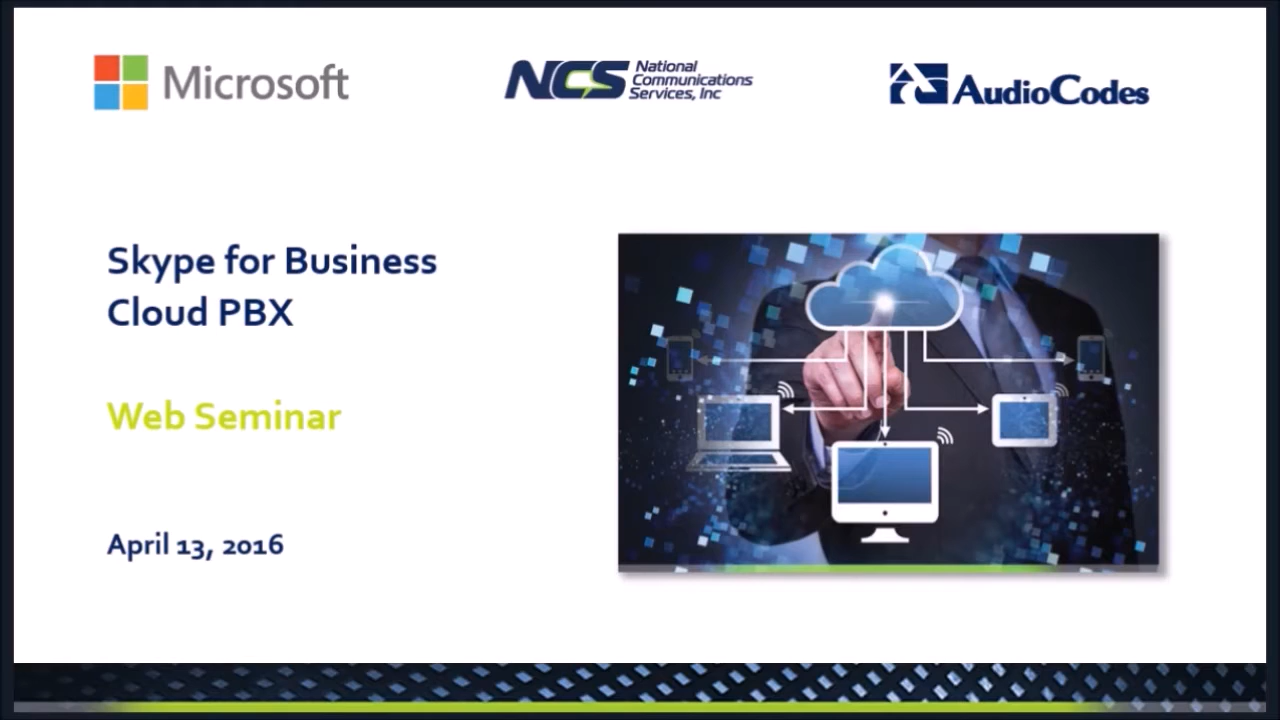 Microsoft
NCS
National
Communications
Services, Inc
AudioCodes
Skype for Business
Cloud PBX
Web Seminar
April 13, 2016